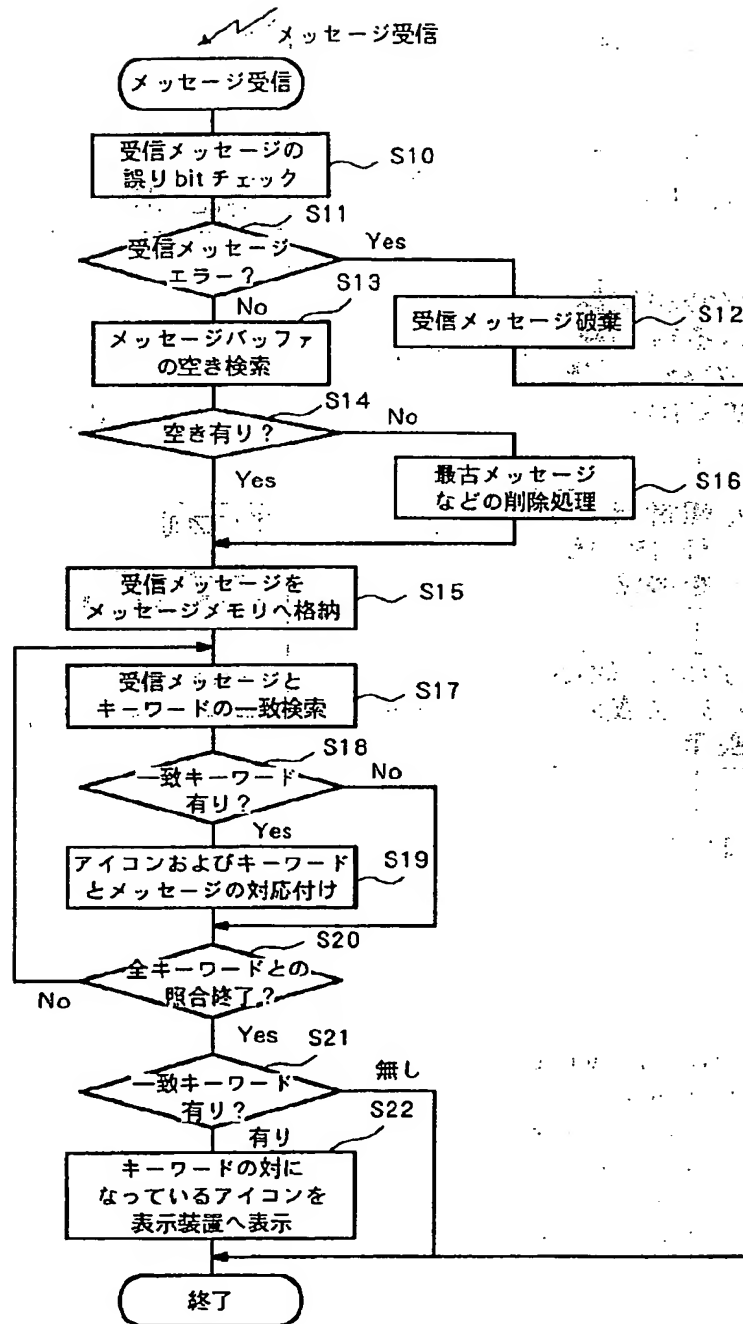 メッセージ受信
メッセージ受信
受信メッセージの
誤りbitチェック
S10
S11
受信メッセージ
エラー？
Yes
No
S13
受信メッセージ破棄
S12
メッセージバッファ
の空き検索
S14
空き有り？
No
Yes
最古メッセージ
などの削除処理
S16
受信メッセージを
メッセージメモリへ格納
S15
受信メッセージと
キーワードの一致検索
S17
S18
一致キーワード
有り？
No
Yes
S19
アイコンおよびキーワード
とメッセージの対応付け
S20
全キーワードとの
照合終了？
No
Yes
S21
一致キーワード
有り？
無し
有り
S22
キーワードの対に
なっているアイコンを
表示装置へ表示
終了